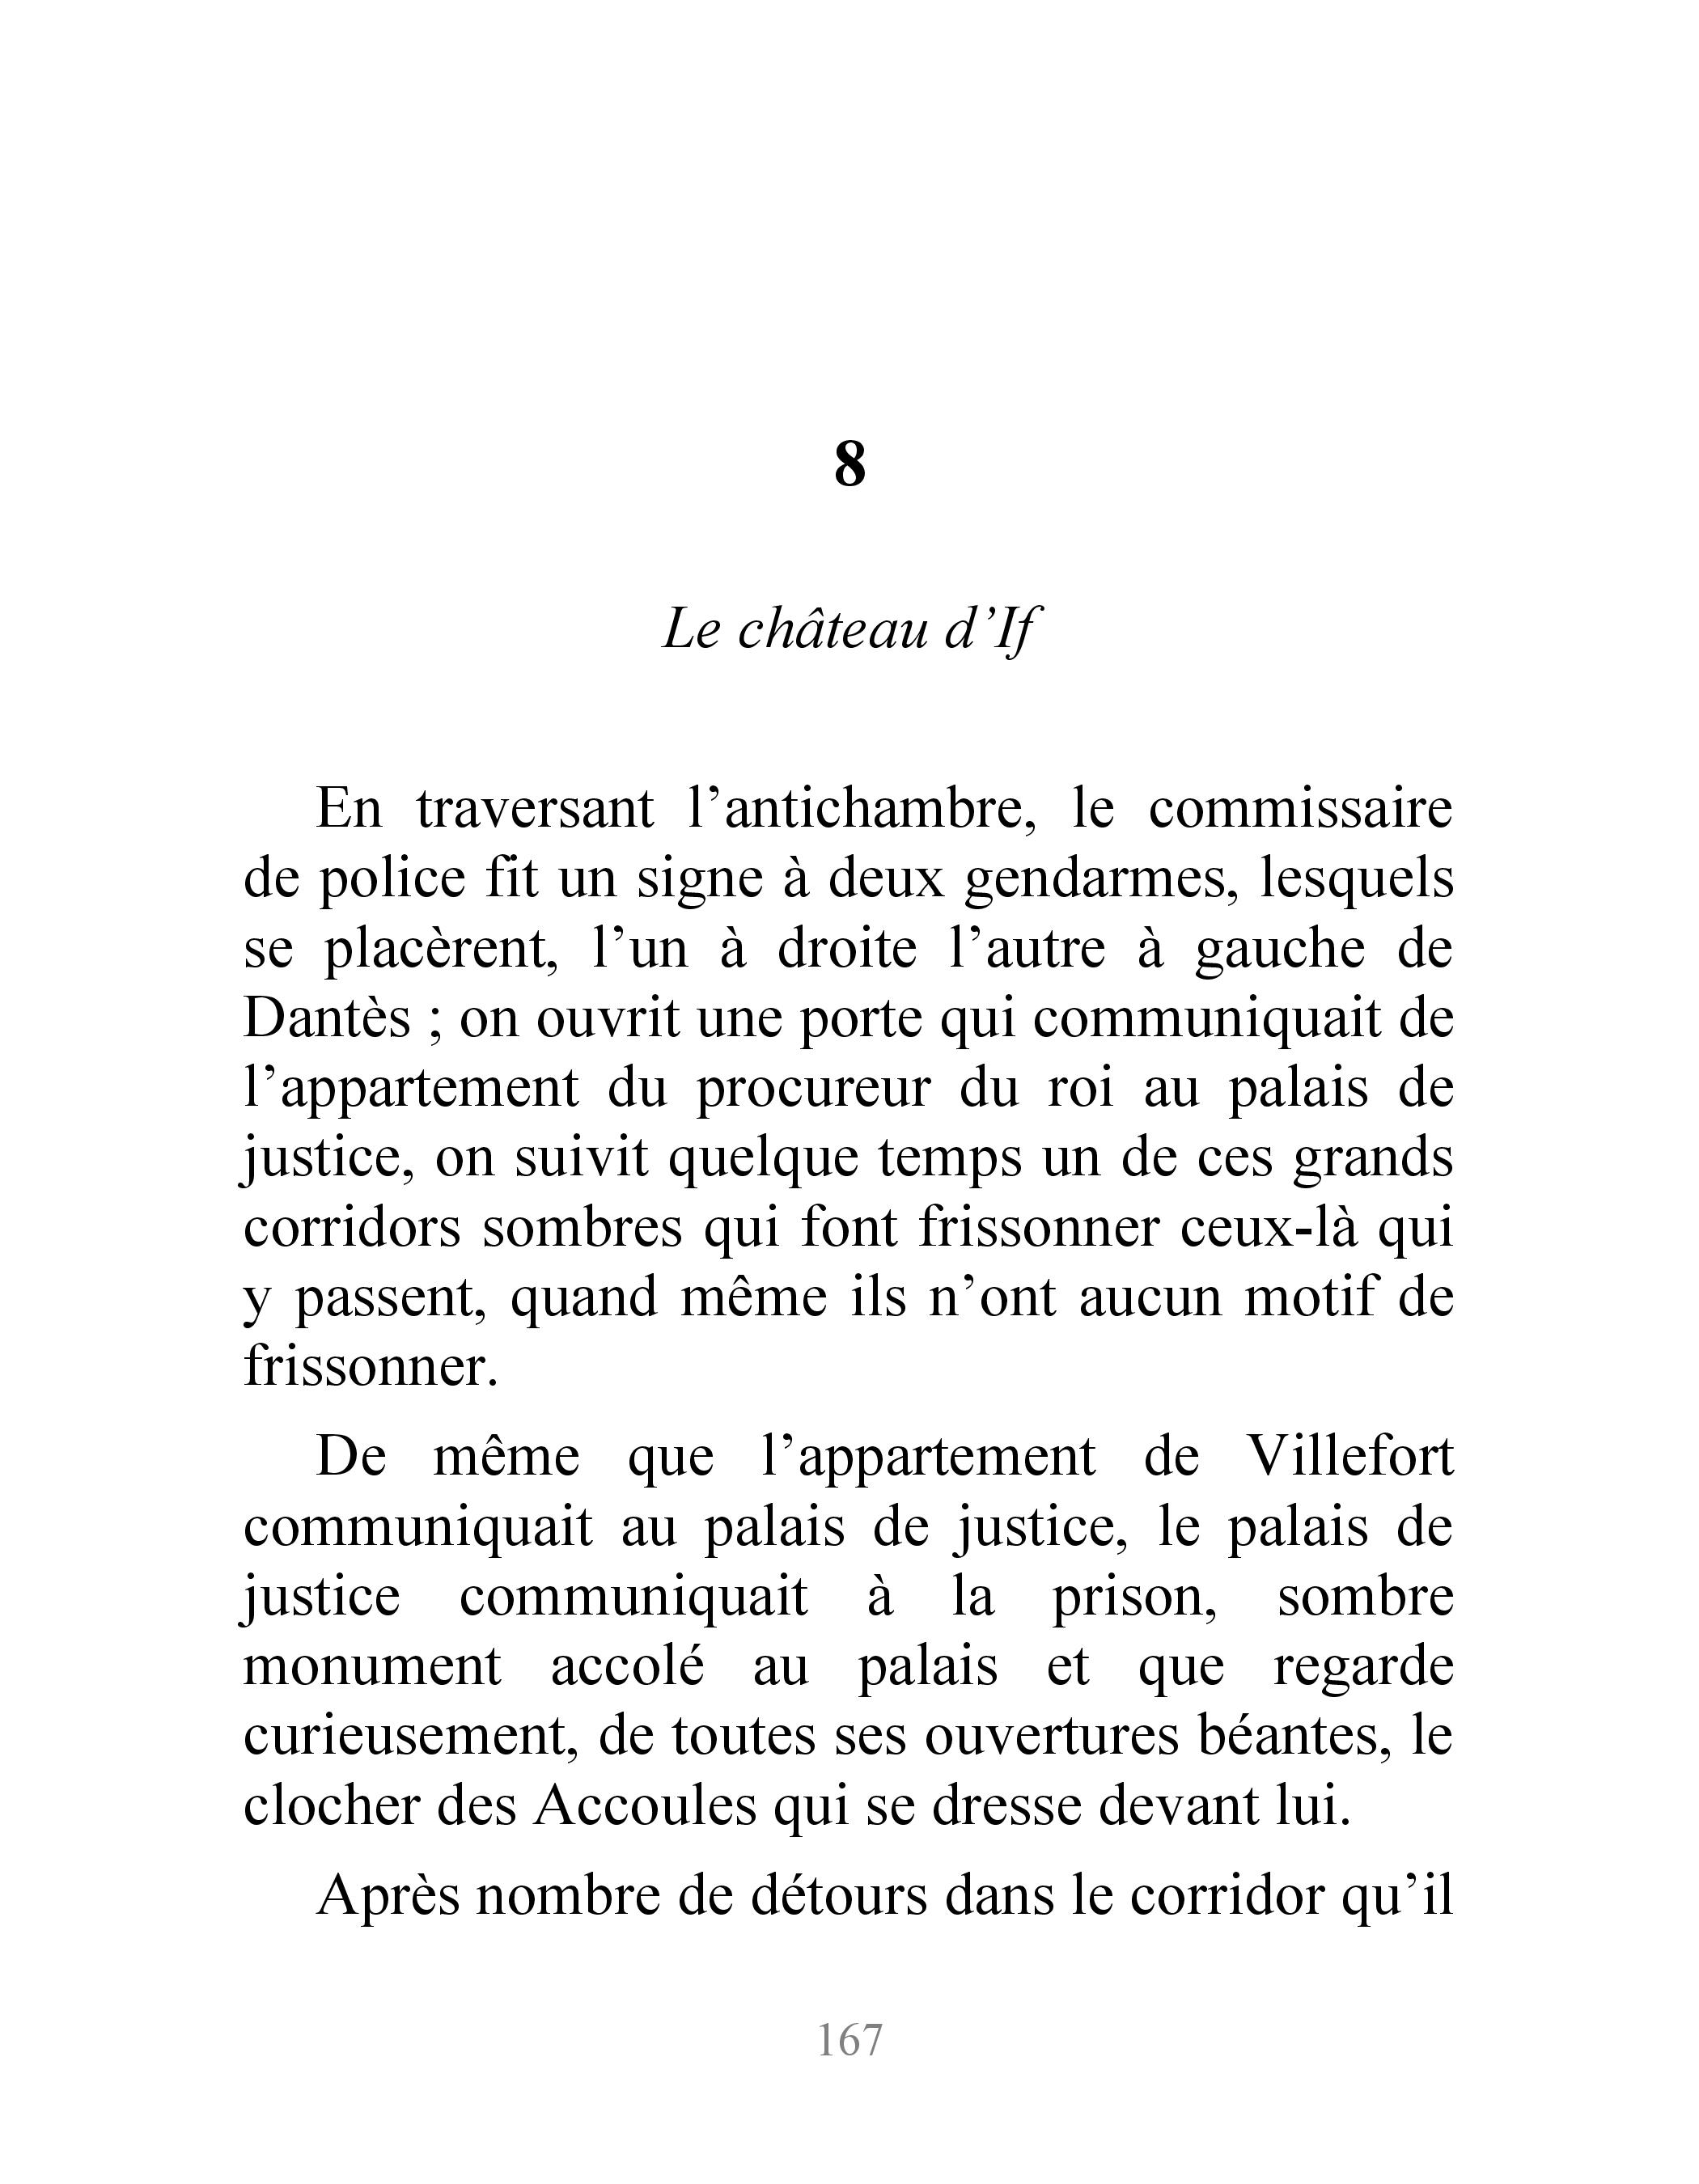 8
Le château d’If
En traversant l’antichambre, le commissaire
de police fit un signe à deux gendarmes, lesquels
se placèrent, l’un à droite l’autre à gauche de
Dantès ; on ouvrit une porte qui communiquait de
l’appartement du procureur du roi au palais de
justice, on suivit quelque temps un de ces grands
corridors sombres qui font frissonner ceux-là qui
y passent, quand même ils n’ont aucun motif de
frissonner.
De même que l’appartement de Villefort
communiquait au palais de justice, le palais de
justice communiquait à la prison, sombre
monument accolé au palais et que regarde
curieusement, de toutes ses ouvertures béantes, le
clocher des Accoules qui se dresse devant lui.
Après nombre de détours dans le corridor qu’il
167